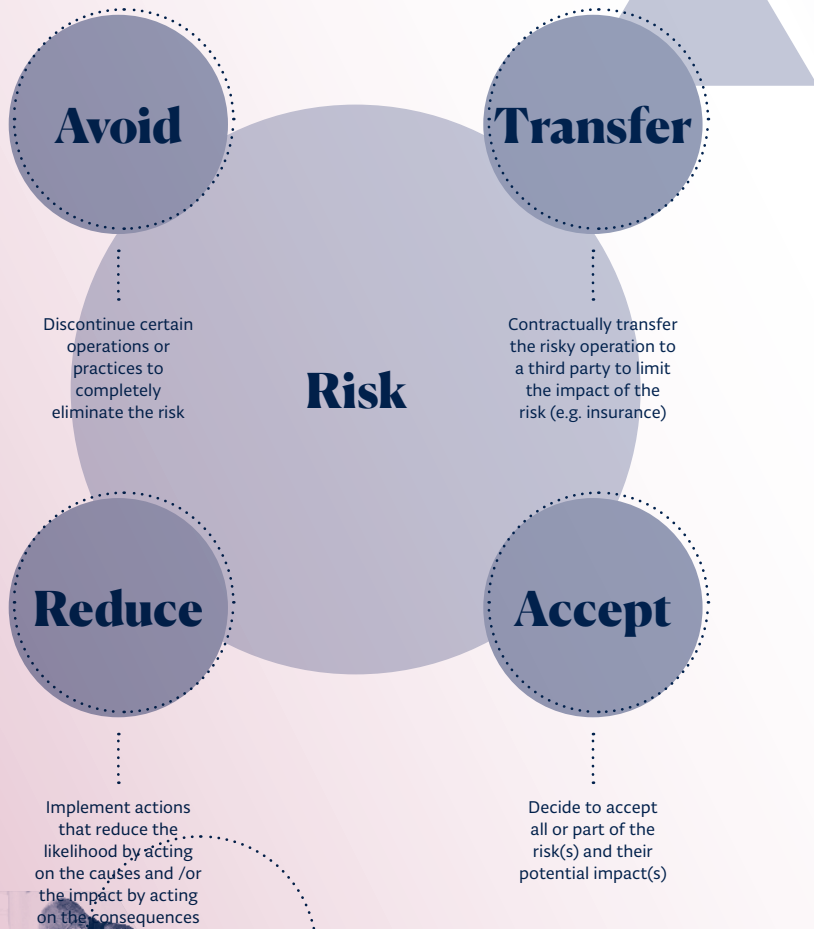 Avoid
Transfer
Discontinue certain
operations or
practices to
completely
eliminate the risk
Contractually transfer
the risky operation to
a third party to limit
the impact of the
risk (e.g. insurance)
Risk
Reduce
Accept
Implement actions
that reduce the
likelihood by acting
on the causes and /or
the impact by acting
on the consequences
Decide to accept
all or part of the
risk(s) and their
potential impact(s)